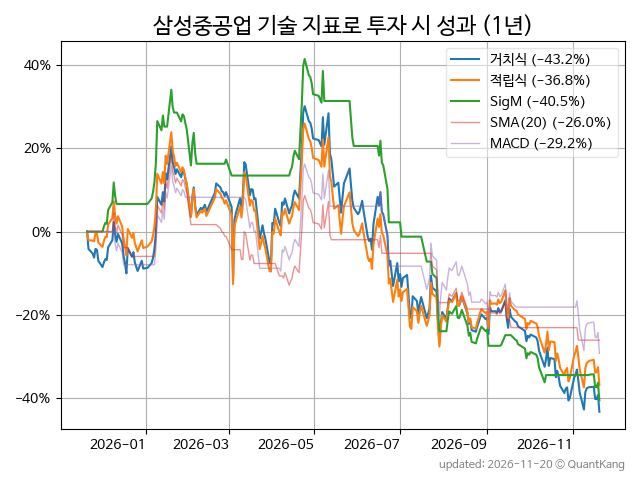 삼성중공업 기술 지표로 투자 시 성과 (1년)
거치식 (−43.2%)
적립식 (−36.8%)
SigM (−40.5%)
SMA(20) (−26.0%)
MACD (−29.2%)
40%
20%
0%
−20%
−40%
2026-01 2026-03 2026-05 2026-07 2026-09 2026-11
updated: 2026-11-20 © QuantKang